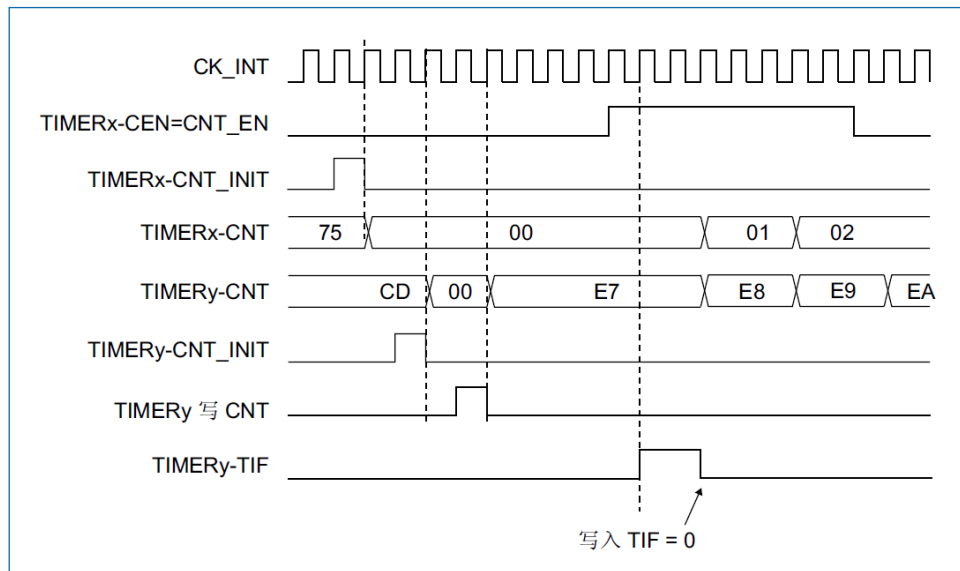 CK_INT
TIMERx-CEN=CNT_EN
TIMERx-CNT_INIT
TIMERx-CNT 75 00 01 02
TIMERy-CNT CD 00 E7 E8 E9 EA
TIMERy-CNT_INIT
TIMERy 写 CNT
TIMERy-TIF
写入 TIF = 0